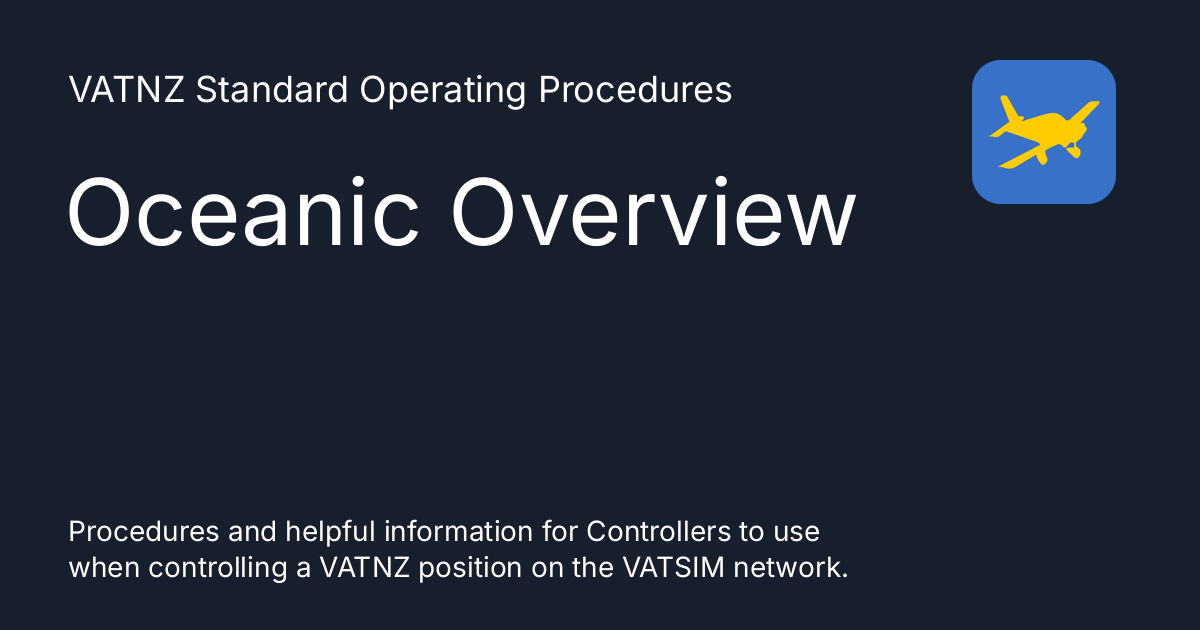 VATNZ Standard Operating Procedures
Oceanic Overview
Procedures and helpful information for Controllers to use
when controlling a VATNZ position on the VATSIM network.